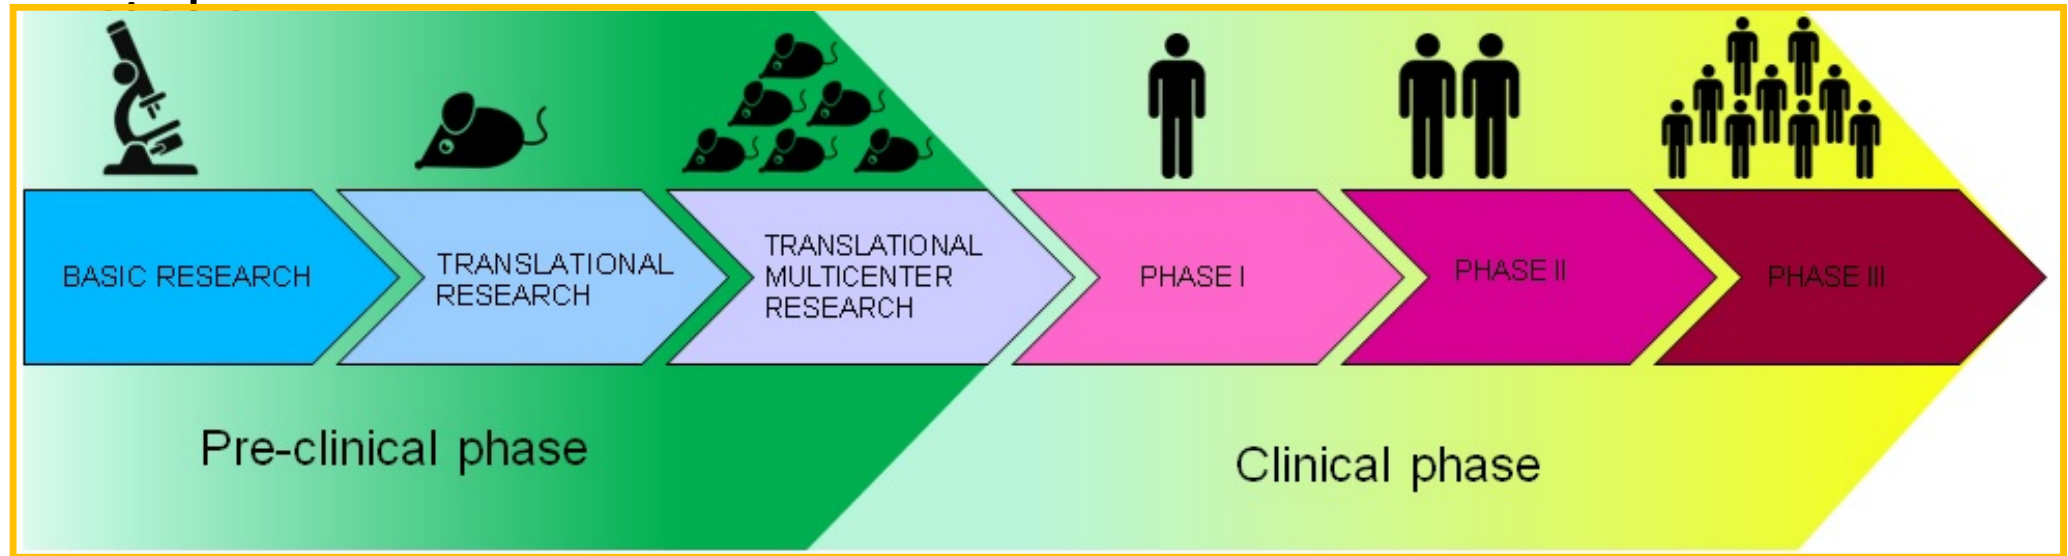 BASIC RESEARCH
TRANSLATIONAL
RESEARCH
TRANSLATIONAL
MULTICENTER
RESEARCH
PHASE I
PHASE II
PHASE III
Pre-clinical phase
Clinical phase